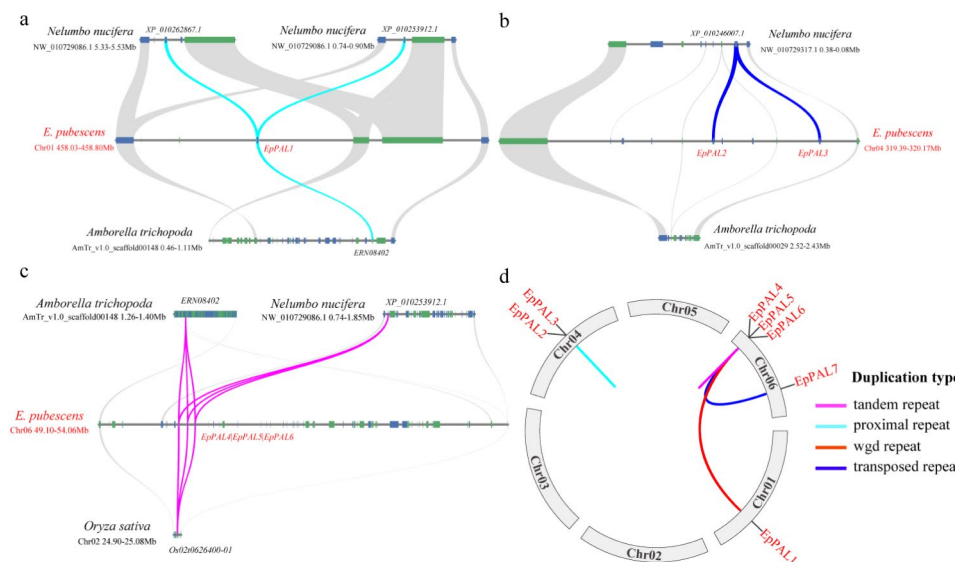 a
Nelumbo nucifera
XP_010262867.1
NW_010729086.1 5.33-5.53Mb
Nelumbo nucifera
XP_010253912.1
NW_010729086.1 0.74-0.90Mb
E. pubescens
Chr01 458.03-458.80Mb
EpPAL1
Amborella trichopoda
AmTr_v1.0_scaffold00148 0.46-1.11Mb
ERN08402
b
XP_010246007.1
Nelumbo nucifera
NW_010729317.1 0.38-0.08Mb
E. pubescens
Chr04 319.39-320.17Mb
EpPAL2
EpPAL3
Amborella trichopoda
AmTr_v1.0_scaffold00029 2.52-2.43Mb
c
Amborella trichopoda
ERN08402
AmTr_v1.0_scaffold00148 1.26-1.40Mb
Nelumbo nucifera
XP_010253912.1
NW_010729086.1 0.74-1.85Mb
E. pubescens
Chr06 49.10-54.06Mb
EpPAL4|EpPAL5|EpPAL6
Oryza sativa
Chr02 24.90-25.08Mb
Os02t0626400-01
d
EpPAL3
EpPAL2
EpPAL4
EpPAL5
EpPAL6
EpPAL7
EpPAL1
Chr04
Chr05
Chr06
Chr03
Chr02
Chr01
Duplication type
tandem repeat
proximal repeat
wgd repeat
transposed repea